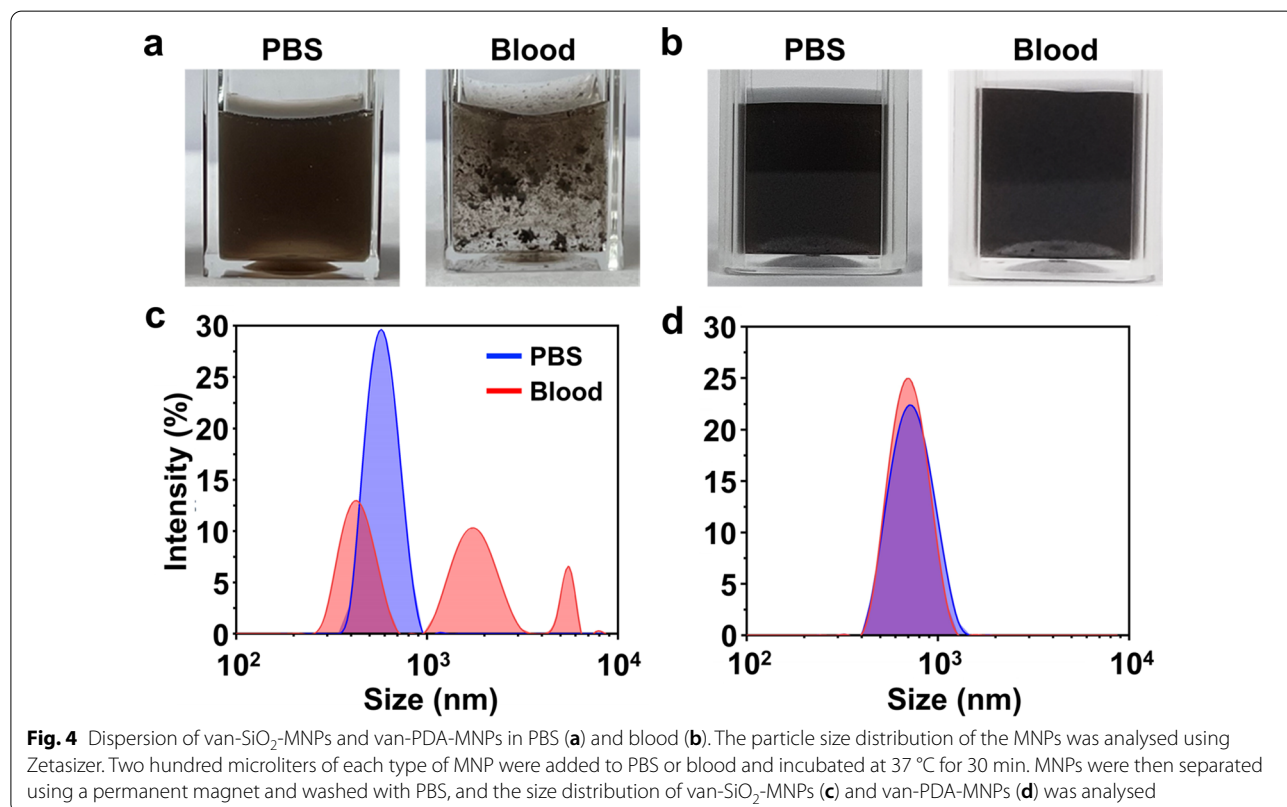 a PBS Blood b PBS Blood
c d
30 30
PBS
25 25
Blood
20 20
Intensity (%)
15 15
10 10
5 5
0 0
10² 10³ 10⁴ 10² 10³ 10⁴
Size (nm) Size (nm)
Fig. 4 Dispersion of van-SiO₂-MNPs and van-PDA-MNPs in PBS (a) and blood (b). The particle size distribution of the MNPs was analysed using
Zetasizer. Two hundred microliters of each type of MNP were added to PBS or blood and incubated at 37 °C for 30 min. MNPs were then separated
using a permanent magnet and washed with PBS, and the size distribution of van-SiO₂-MNPs (c) and van-PDA-MNPs (d) was analysed